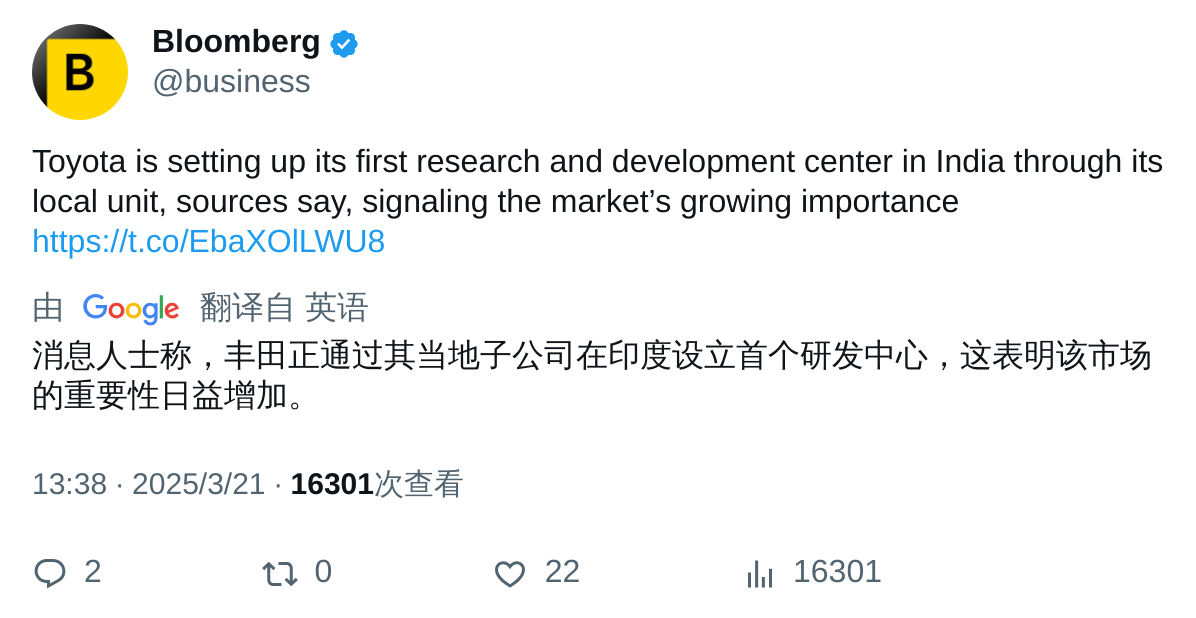 B
Bloomberg
@business
Toyota is setting up its first research and development center in India through its
local unit, sources say, signaling the market’s growing importance
https://t.co/EbaXOlLWU8
由 Google 翻译自 英语
消息人士称，丰田正通过其当地子公司在印度设立首个研发中心，这表明该市场
的重要性日益增加。
13:38 · 2025/3/21 · 16301次查看
2 0 22 16301